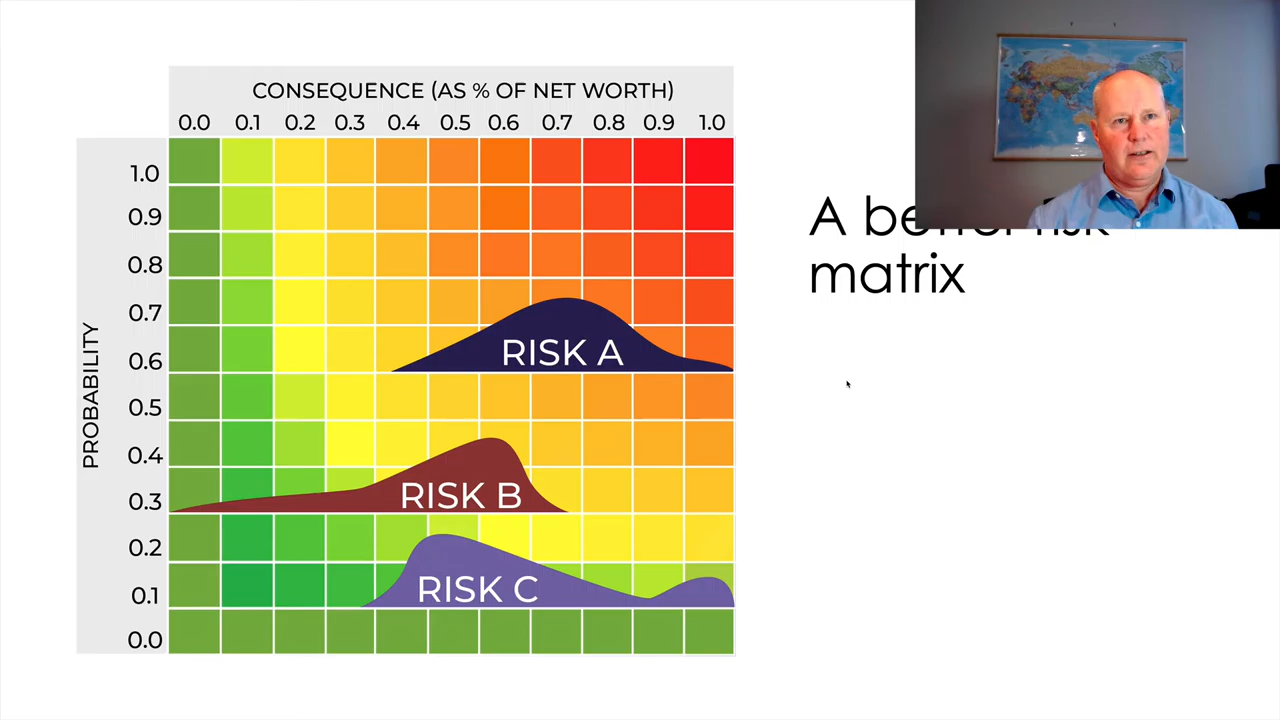 CONSEQUENCE (AS % OF NET WORTH)
0.0 0.1 0.2 0.3 0.4 0.5 0.6 0.7 0.8 0.9 1.0
PROBABILITY
1.0
0.9
0.8
0.7
0.6
0.5
0.4
0.3
0.2
0.1
0.0
RISK A
RISK B
RISK C
A better risk
matrix